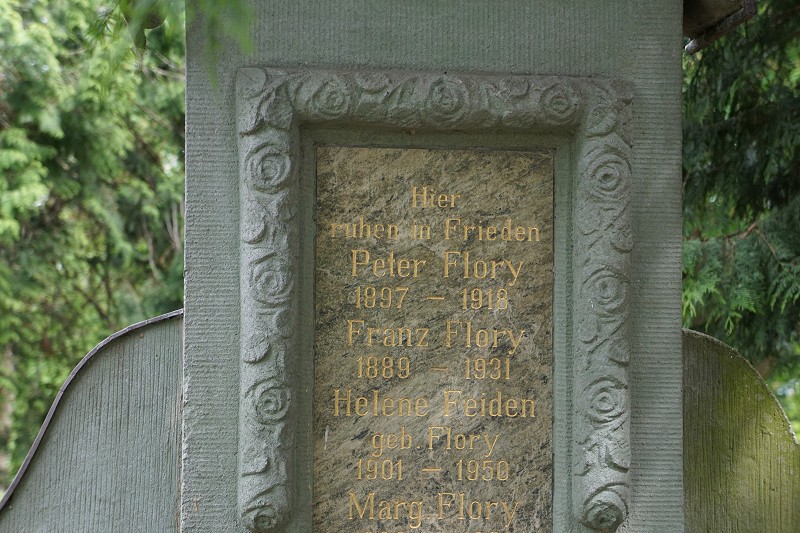 Hier
ruhen in Frieden
Peter Flory
1897 – 1918
Franz Flory
1889 – 1931
Helene Feiden
geb. Flory
1901 – 1950
Marg. Flory